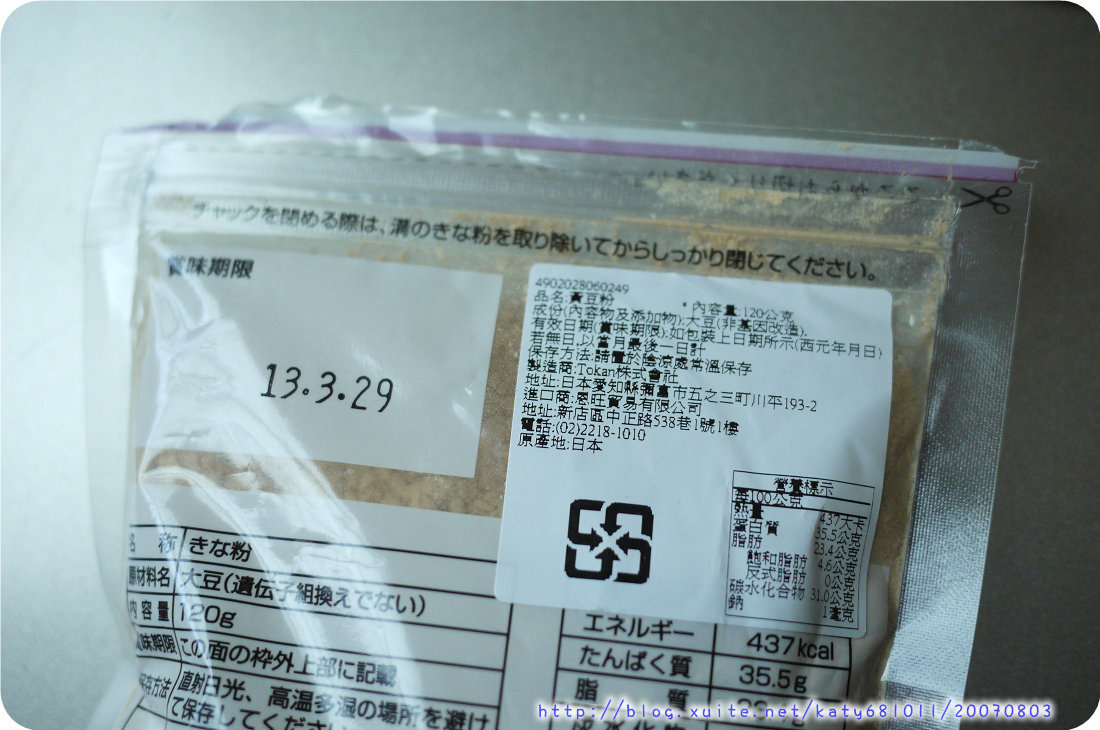 チャックを閉める際は、溝のきな粉を取り除いてからしっかり閉じてください。
賞味期限
13.3.29
4902028060249
品名:黃豆粉 *內容量:120公克
成份(內容物及添加物):大豆(非基因改造),
有效日期(賞味期限):如包裝上日期所示(西元年月日)
若無日,以當月最後一日計
保存方法:請置於陰涼處常溫保存
製造商:Tokan株式會社
地址:日本愛知縣彌富市五之三町川平193-2
進口商:恩旺貿易有限公司
地址:新店區中正路538巷1號1樓
電話:(02)2218-1010
原產地:日本
營養標示
每100公克
熱量 437大卡
蛋白質 35.5公克
脂肪 23.4公克
飽和脂肪 4.6公克
反式脂肪 0公克
碳水化合物 31.0公克
鈉 1毫克
名 称 きな粉
原材料名 大豆(遺伝子組換えでない)
内容量 120g
賞味期限 この面の枠外上部に記載
保存方法 直射日光、高温多湿の場所を避け
て保存してください
エネルギー 437kcal
たんぱく質 35.5g
脂 質
http://blog.xuite.net/katy681011/20070803